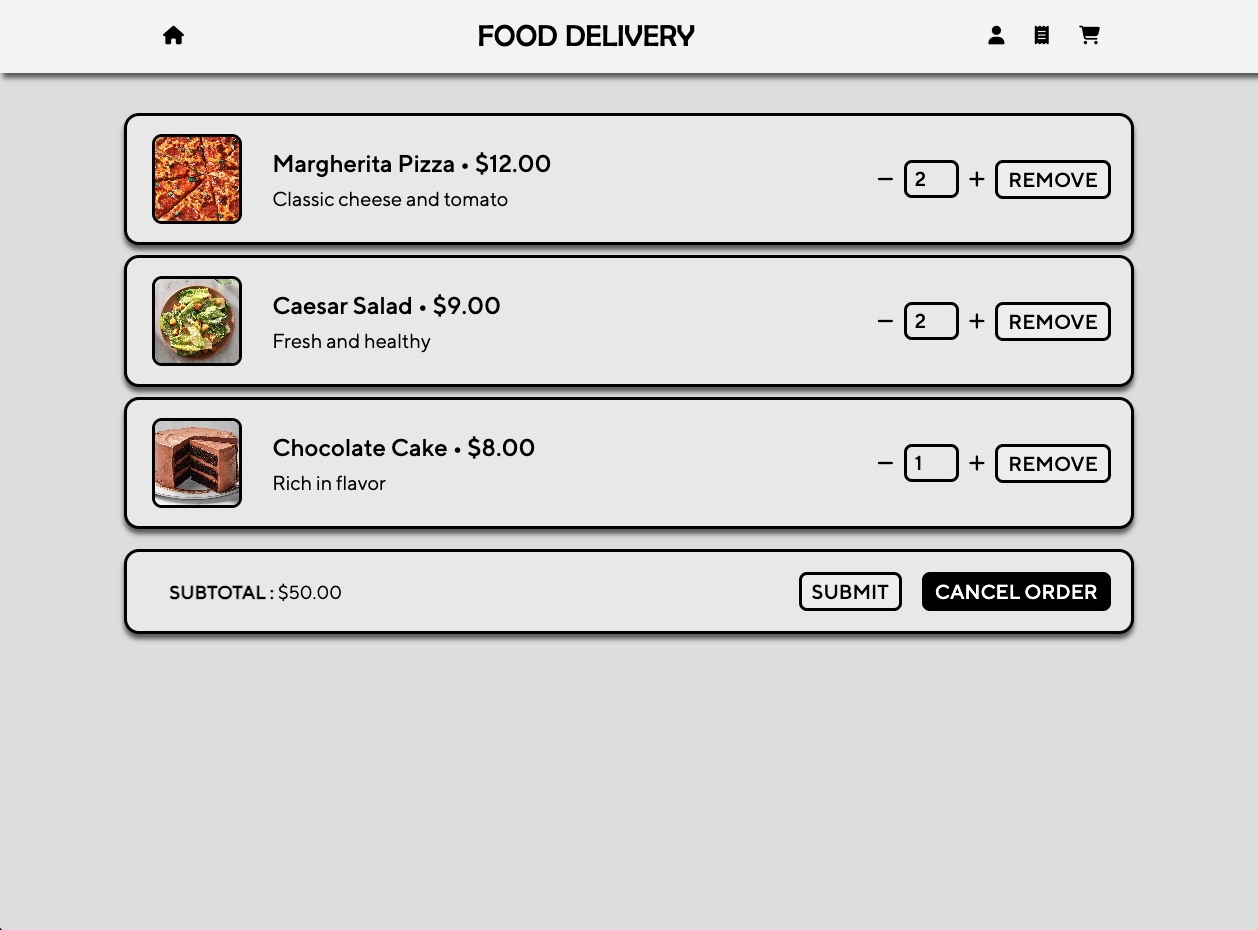 FOOD DELIVERY
Margherita Pizza • $12.00
Classic cheese and tomato
− 2 + REMOVE
Caesar Salad • $9.00
Fresh and healthy
− 2 + REMOVE
Chocolate Cake • $8.00
Rich in flavor
− 1 + REMOVE
SUBTOTAL : $50.00 SUBMIT CANCEL ORDER